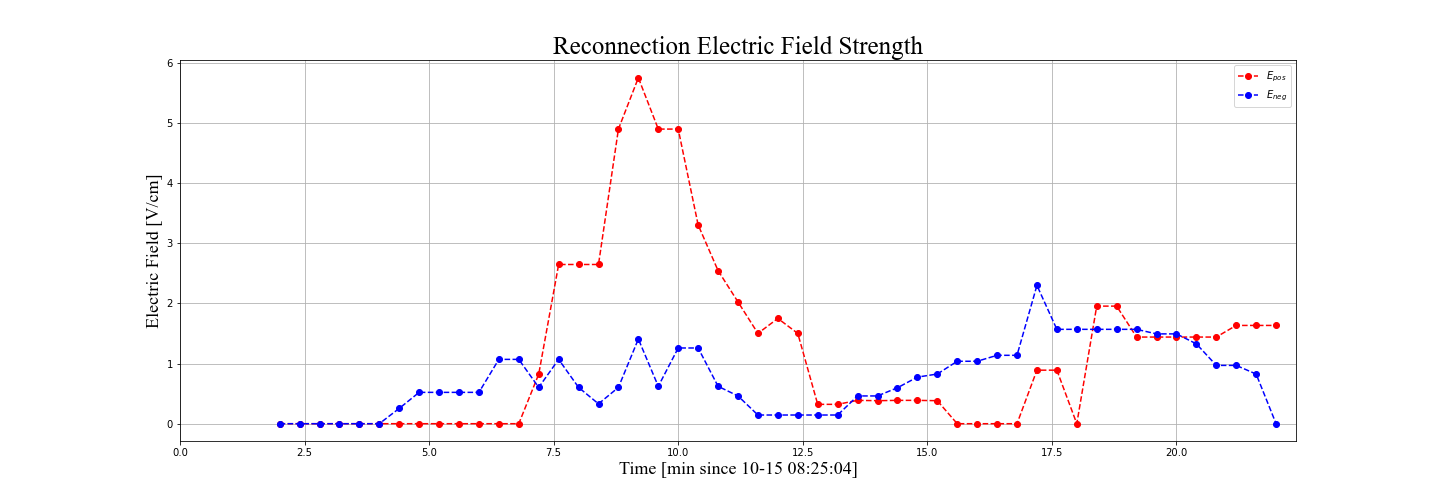 Reconnection Electric Field Strength
E_pos
E_neg
Electric Field [V/cm]
6
5
4
3
2
1
0
0.0 2.5 5.0 7.5 10.0 12.5 15.0 17.5 20.0
Time [min since 10-15 08:25:04]